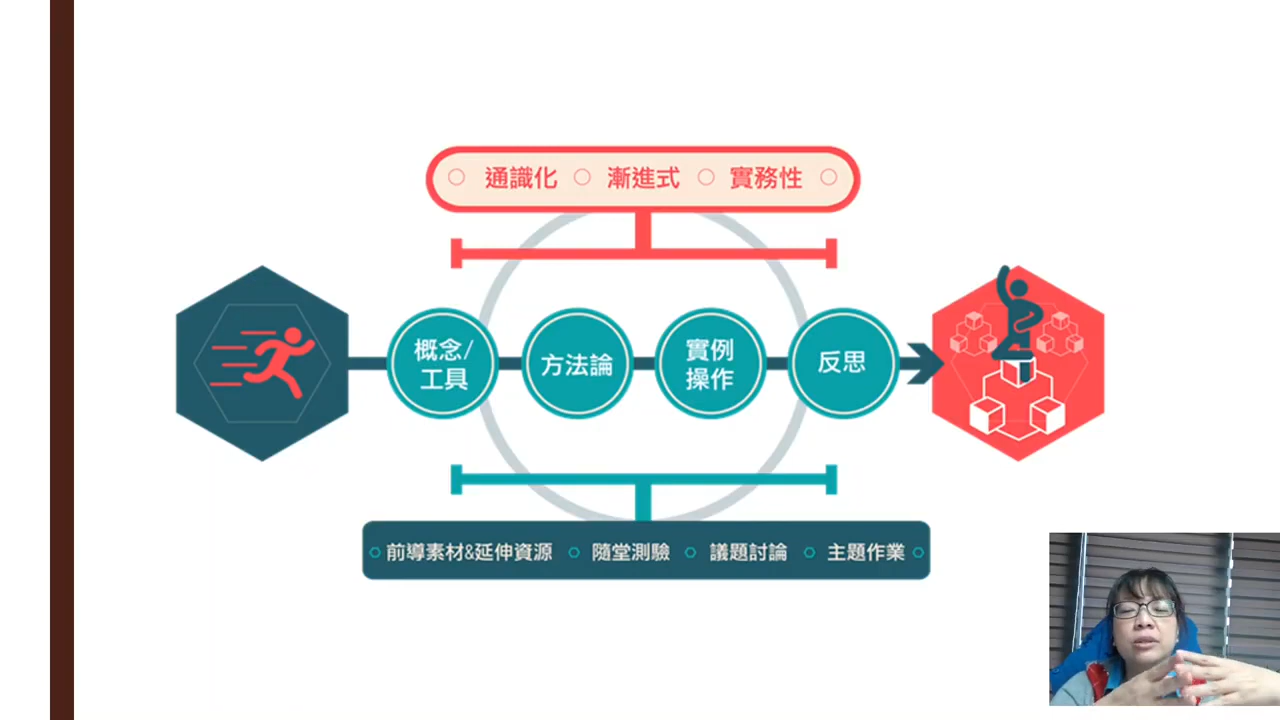 通識化 漸進式 實務性
概念/
工具
方法論
實例
操作
反思
前導素材&延伸資源 隨堂測驗 議題討論 主題作業